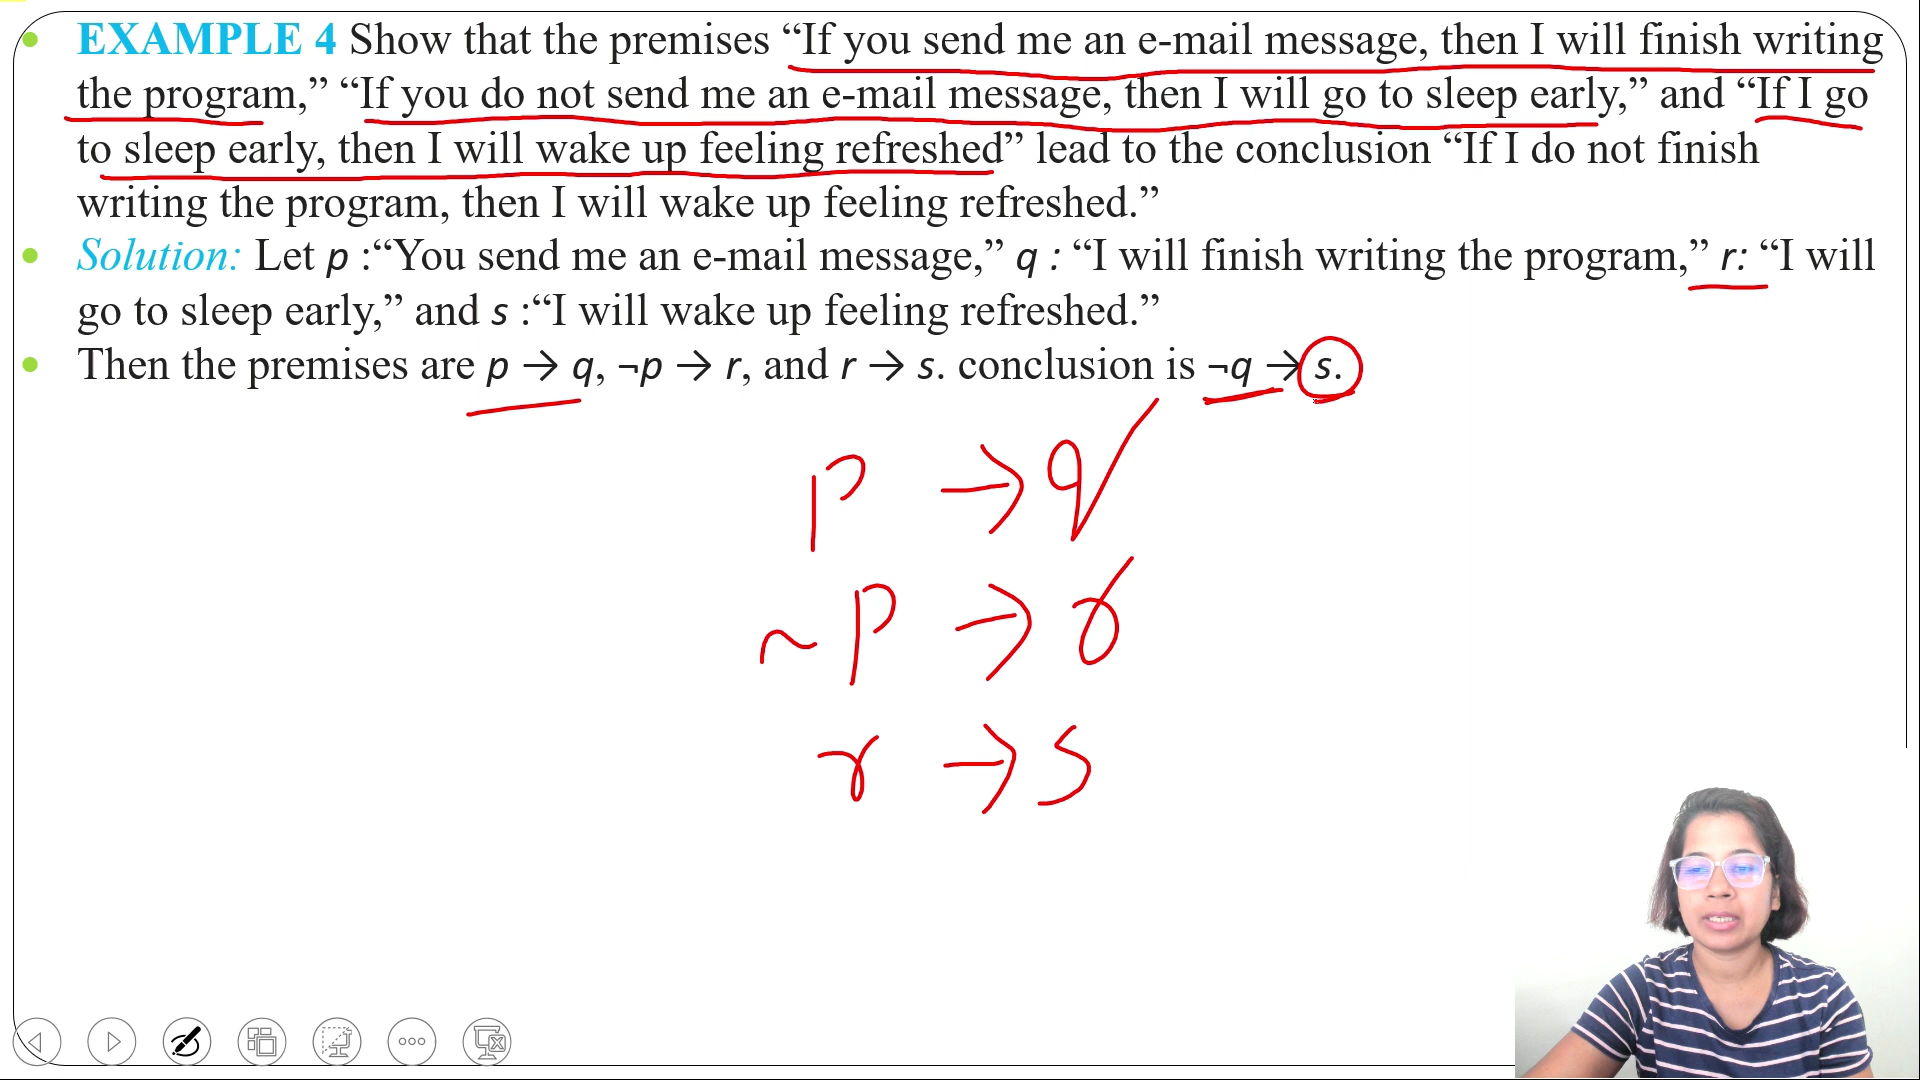 EXAMPLE 4 Show that the premises “If you send me an e-mail message, then I will finish writing
the program,” “If you do not send me an e-mail message, then I will go to sleep early,” and “If I go
to sleep early, then I will wake up feeling refreshed” lead to the conclusion “If I do not finish
writing the program, then I will wake up feeling refreshed.”
Solution: Let p :“You send me an e-mail message,” q : “I will finish writing the program,” r: “I will
go to sleep early,” and s :“I will wake up feeling refreshed.”
Then the premises are p → q, ¬p → r, and r → s. conclusion is ¬q → s.
p → q
~p → r
r → s